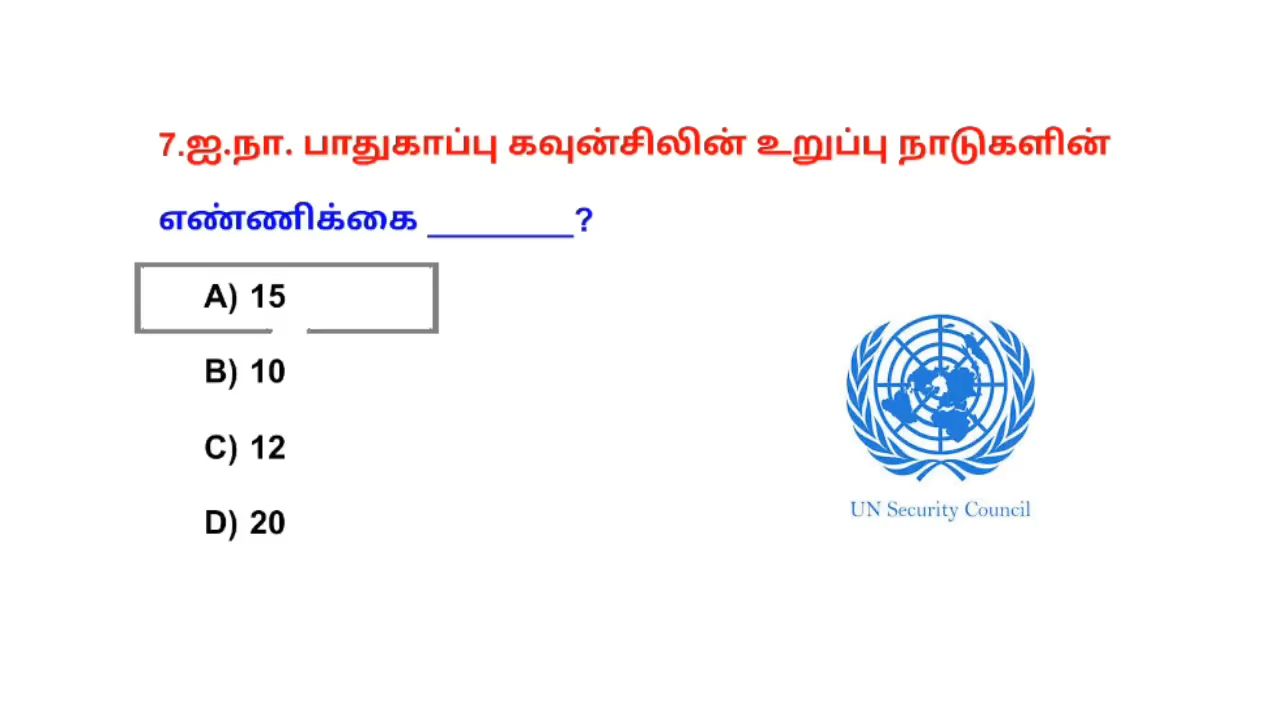 7.ஐ.நா. பாதுகாப்பு கவுன்சிலின் உறுப்பு நாடுகளின்
எண்ணிக்கை ________?
A) 15
B) 10
C) 12
D) 20
UN Security Council